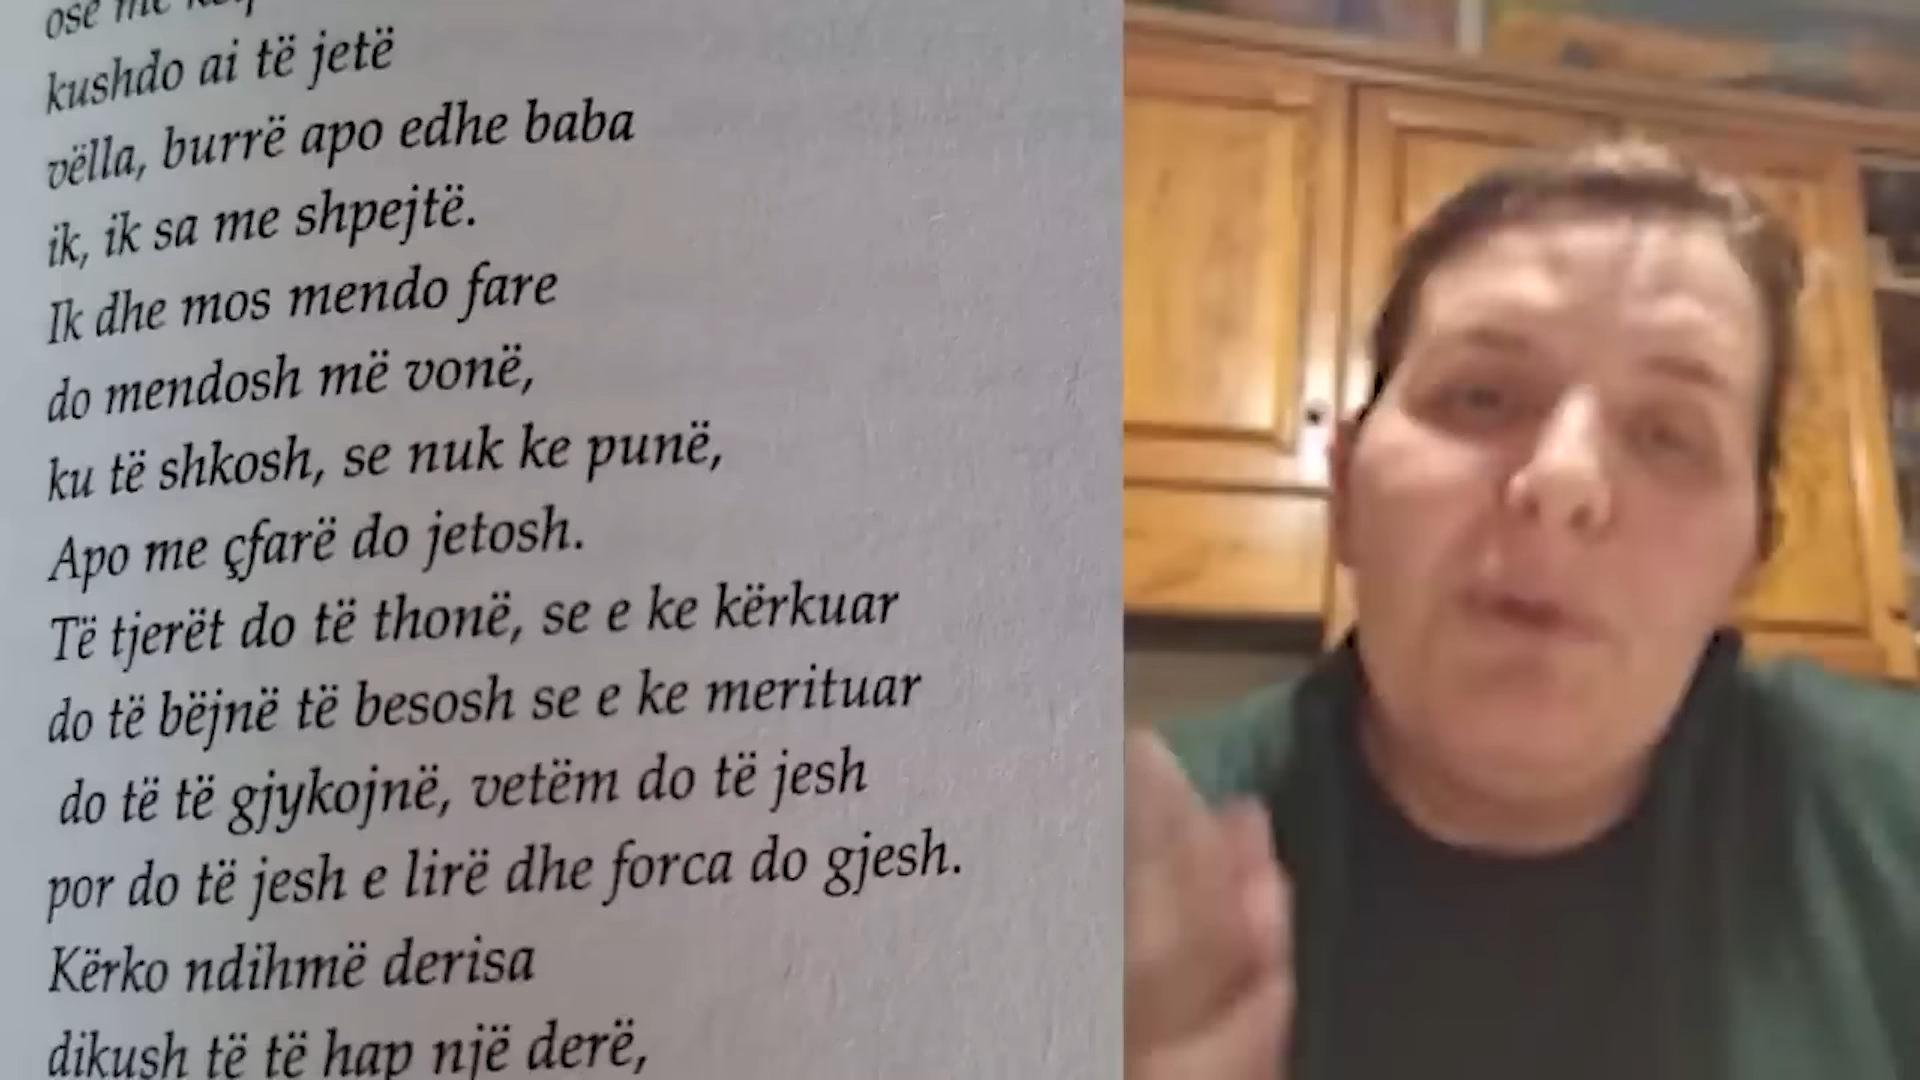 kushdo ai të jetë
vëlla, burrë apo edhe baba
ik, ik sa me shpejtë.
Ik dhe mos mendo fare
do mendosh më vonë,
ku të shkosh, se nuk ke punë,
Apo me çfarë do jetosh.
Të tjerët do të thonë, se e ke kërkuar
do të bëjnë të besosh se e ke merituar
do të të gjykojnë, vetëm do të jesh
por do të jesh e lirë dhe forca do gjesh.
Kërko ndihmë derisa
dikush të të hap një derë,